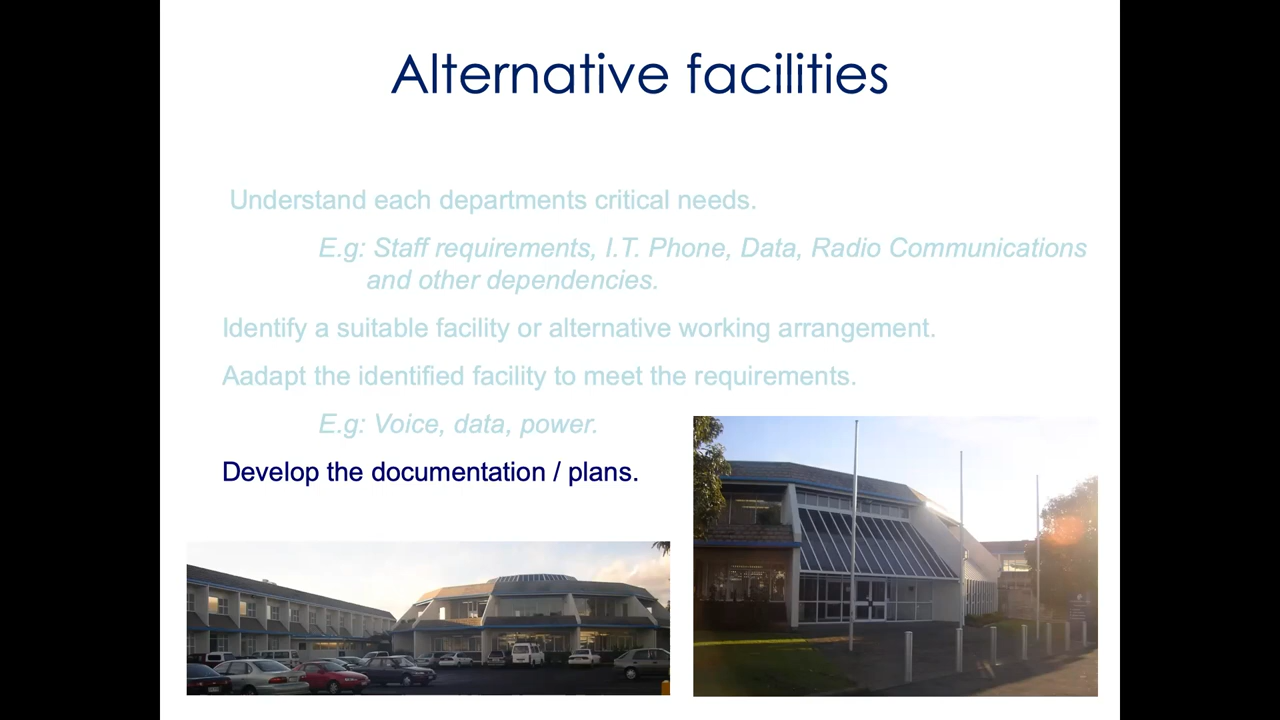 Alternative facilities
Understand each departments critical needs.
E.g: Staff requirements, I.T. Phone, Data, Radio Communications
and other dependencies.
Identify a suitable facility or alternative working arrangement.
Aadapt the identified facility to meet the requirements.
E.g: Voice, data, power.
Develop the documentation / plans.